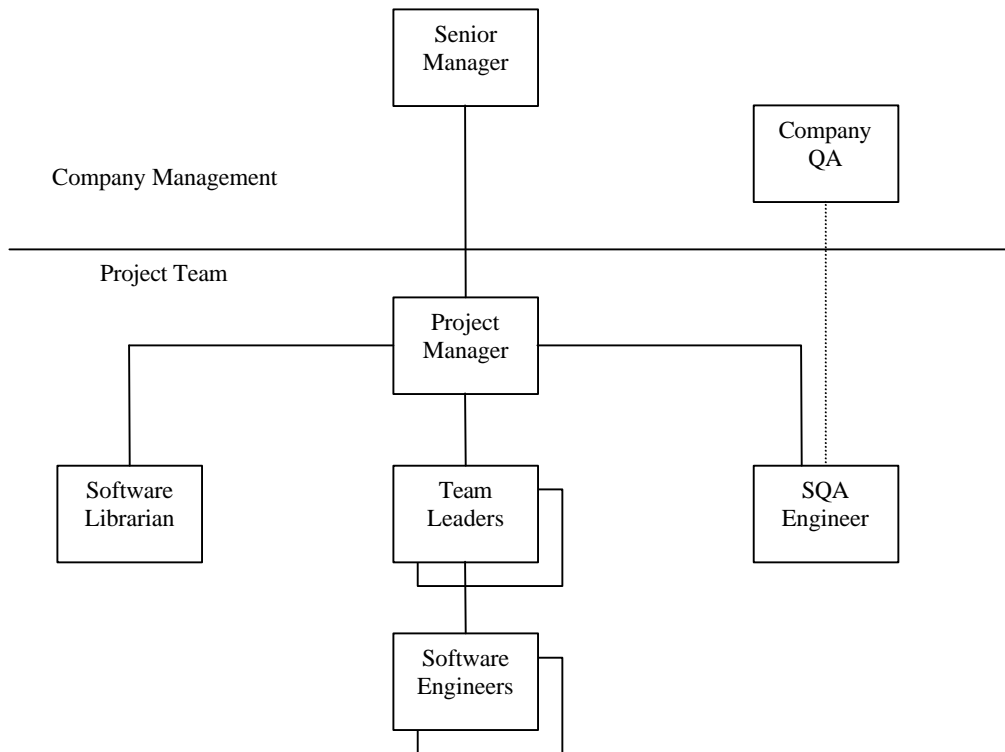 Senior
Manager
Company
QA
Company Management
Project Team
Project
Manager
Software
Librarian
Team
Leaders
SQA
Engineer
Software
Engineers